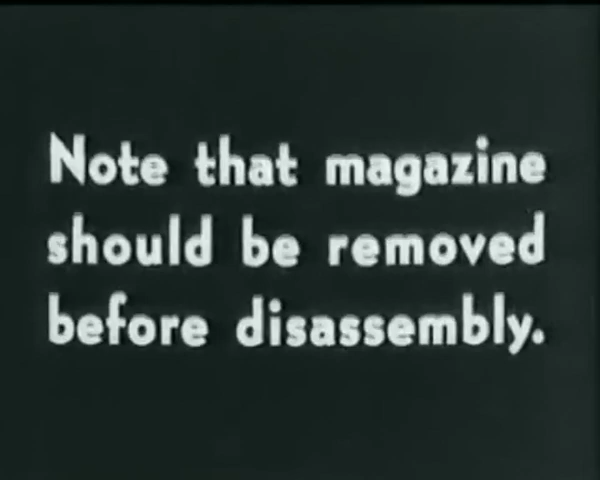 Note that magazine
should be removed
before disassembly.